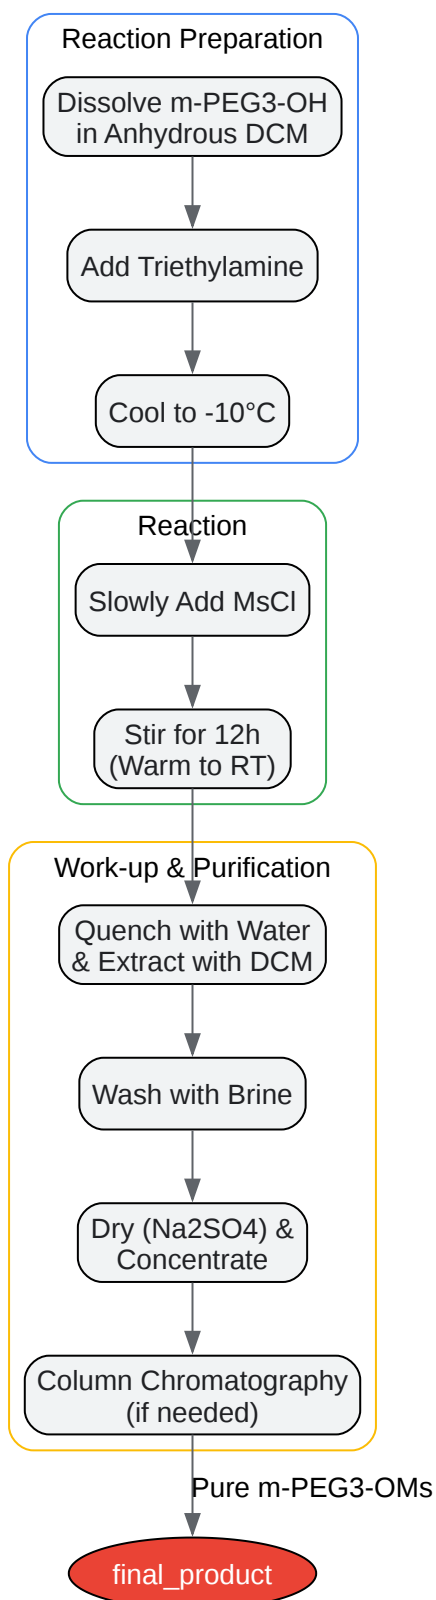 Reaction Preparation
Dissolve m-PEG3-OH
in Anhydrous DCM
Add Triethylamine
Cool to -10°C
Reaction
Slowly Add MsCl
Stir for 12h
(Warm to RT)
Work-up & Purification
Quench with Water
& Extract with DCM
Wash with Brine
Dry (Na2SO4) &
Concentrate
Column Chromatography
(if needed)
Pure m-PEG3-OMs
final_product